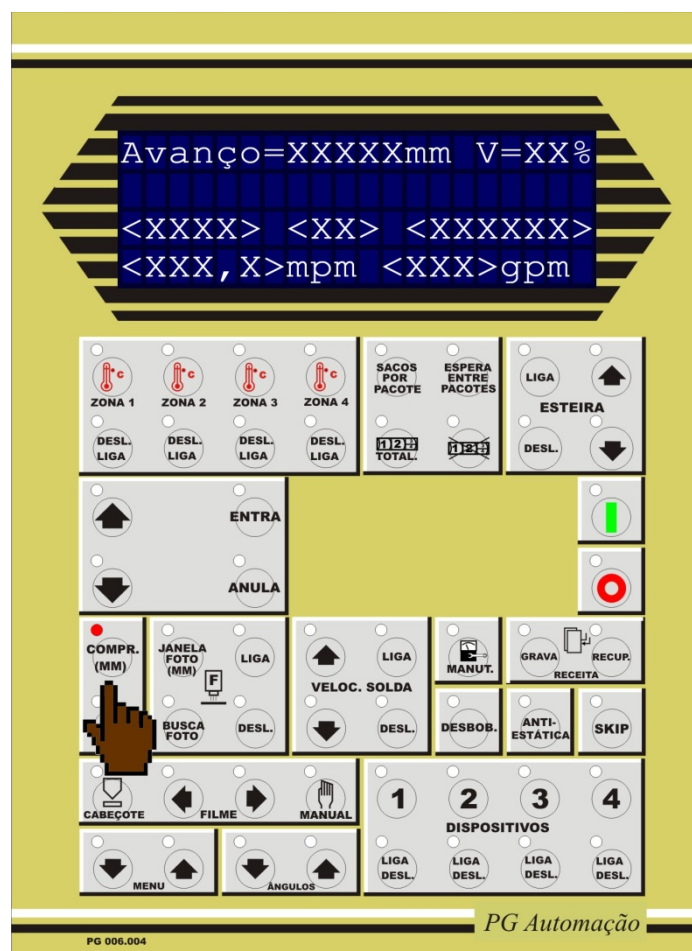 Avanço=XXXXXmm V=XX%
<XXXX> <XX> <XXXXXX>
<XXX,X>mpm <XXX>gpm
°C °C °C °C
ZONA 1 ZONA 2 ZONA 3 ZONA 4
DESL. LIGA
DESL. LIGA
DESL. LIGA
DESL. LIGA
SACOS
POR
PACOTE
ESPERA
ENTRE
PACOTES
1 2
TOTAL.
1 2
LIGA
ESTEIRA
DESL.
ENTRA
ANULA
COMPR.
(MM)
JANELA
FOTO
(MM)
LIGA
F
BUSCA
FOTO
DESL.
LIGA
VELOC. SOLDA
DESL.
MANUT.
GRAVA RECUP.
RECEITA
DESBOB.
ANTI-
ESTÁTICA
SKIP
CABEÇOTE
FILME
MANUAL
1 2 3 4
DISPOSITIVOS
LIGA DESL.
LIGA DESL.
LIGA DESL.
LIGA DESL.
MENU
ÂNGULOS
PG Automação
PG 006.004